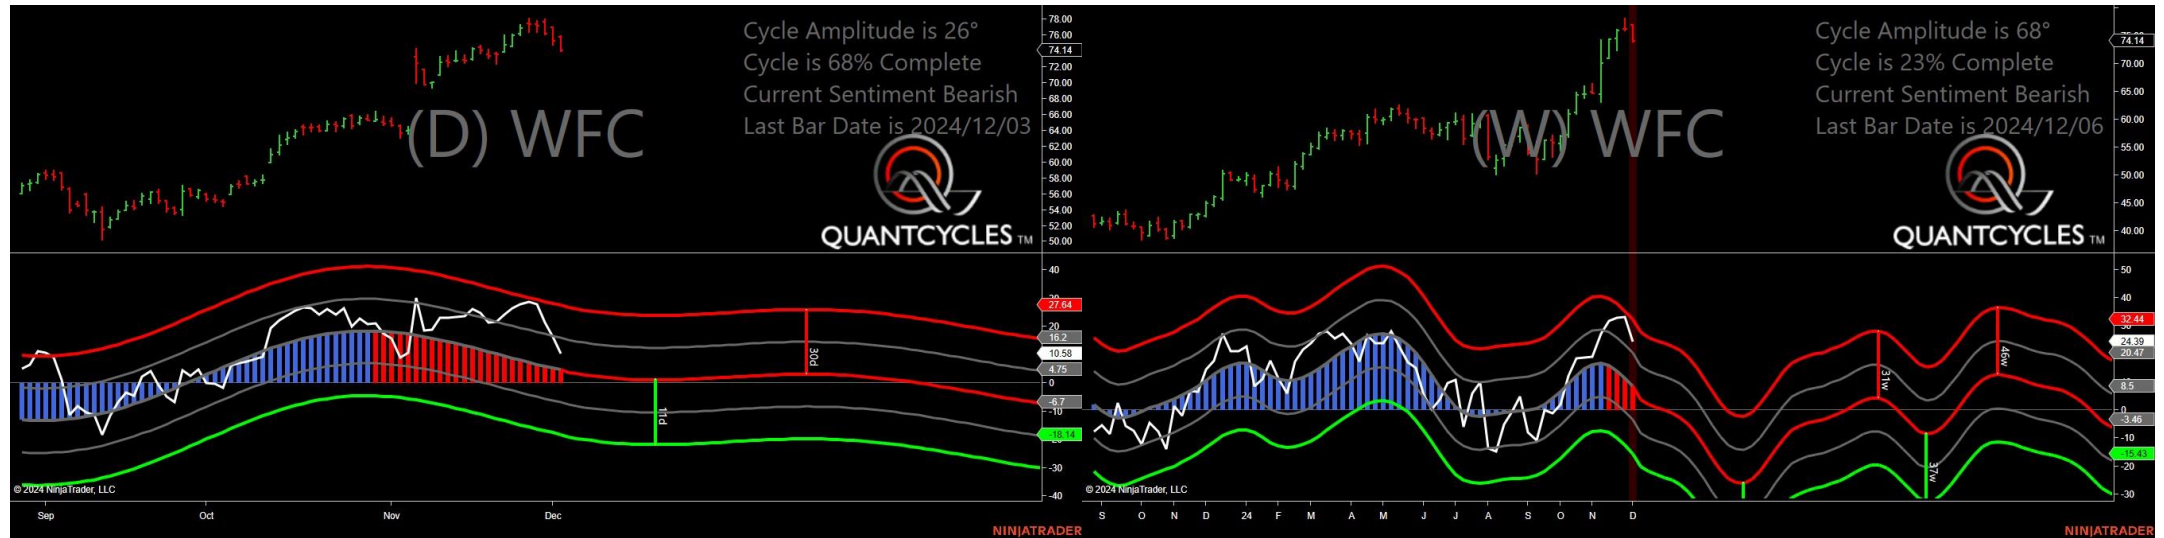 Cycle Amplitude is 26°
Cycle is 68% Complete
Current Sentiment Bearish
Last Bar Date is 2024/12/03
(D) WFC
QUANTCYCLES TM
78.00
76.00
74.14
72.00
70.00
68.00
66.00
64.00
62.00
60.00
58.00
56.00
54.00
52.00
50.00
40
27.64
20
16.2
10.58
4.75
0
-6.7
-10
-18.14
-30
-40
30d
11d
© 2024 NinjaTrader, LLC
Sep Oct Nov Dec
NINJATRADER
Cycle Amplitude is 68°
Cycle is 23% Complete
Current Sentiment Bearish
Last Bar Date is 2024/12/06
(W) WFC
QUANTCYCLES TM
74.14
70.00
65.00
60.00
55.00
50.00
45.00
40.00
50
40
32.44
24.39
20.47
8.5
0
-3.46
-10
-15.43
-20
-30
31w
46w
37w
© 2024 NinjaTrader, LLC
S O N D 24 F M A M J J A S O N D
NINJATRADER